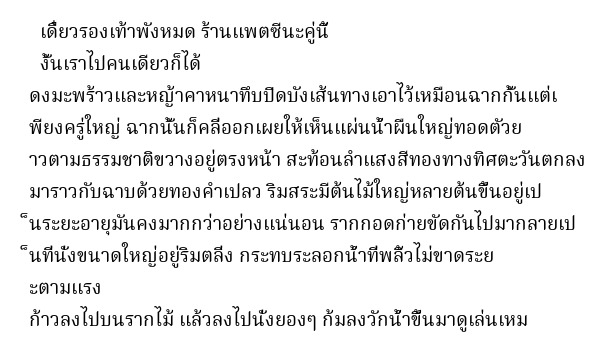 เดี๋ยวรองเท้าพังหมด ร้านแพตซีนะคู่นี้
งั้นเราไปคนเดียวก็ได้
ดงมะพร้าวและหญ้าคาหนาทึบปิดบังเส้นทางเอาไว้เหมือนฉากกั้นแต่เ
พียงครู่ใหญ่ ฉากนั้นก็คลี่ออกเผยให้เห็นแผ่นน้ำผืนใหญ่ทอดตัวย
าวตามธรรมชาติขวางอยู่ตรงหน้า สะท้อนลำแสงสีทองทางทิศตะวันตกลง
มาราวกับฉาบด้วยทองคำเปลว ริมสระมีต้นไม้ใหญ่หลายต้นขึ้นอยู่เป
็นระยะอายุมันคงมากกว่าอย่างแน่นอน รากกอดก่ายขัดกันไปมากลายเป
็นที่นั่งขนาดใหญ่อยู่ริมตลิ่ง กระทบระลอกน้ำที่พลิ้วไม่ขาดระย
ะตามแรง
ก้าวลงไปบนรากไม้ แล้วลงไปนั่งยองๆ ก้มลงวักน้ำขึ้นมาดูเล่นเหม